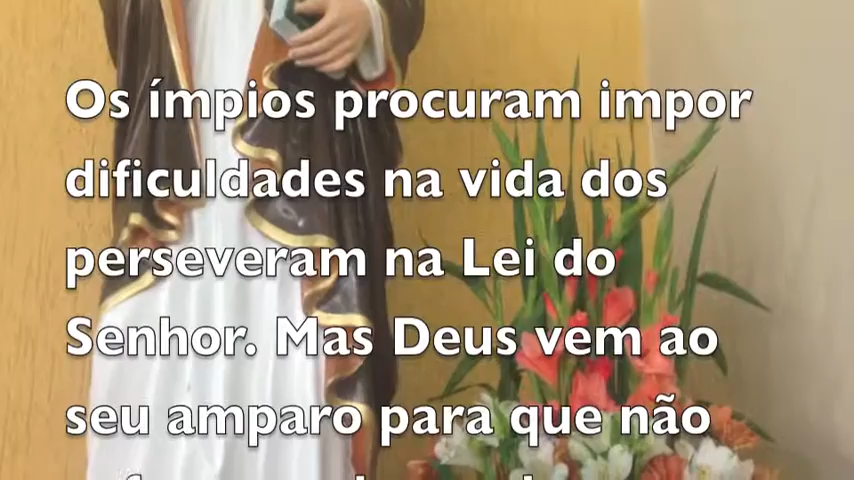 Os ímpios procuram impor
dificuldades na vida dos
perseveram na Lei do
Senhor. Mas Deus vem ao
seu amparo para que não